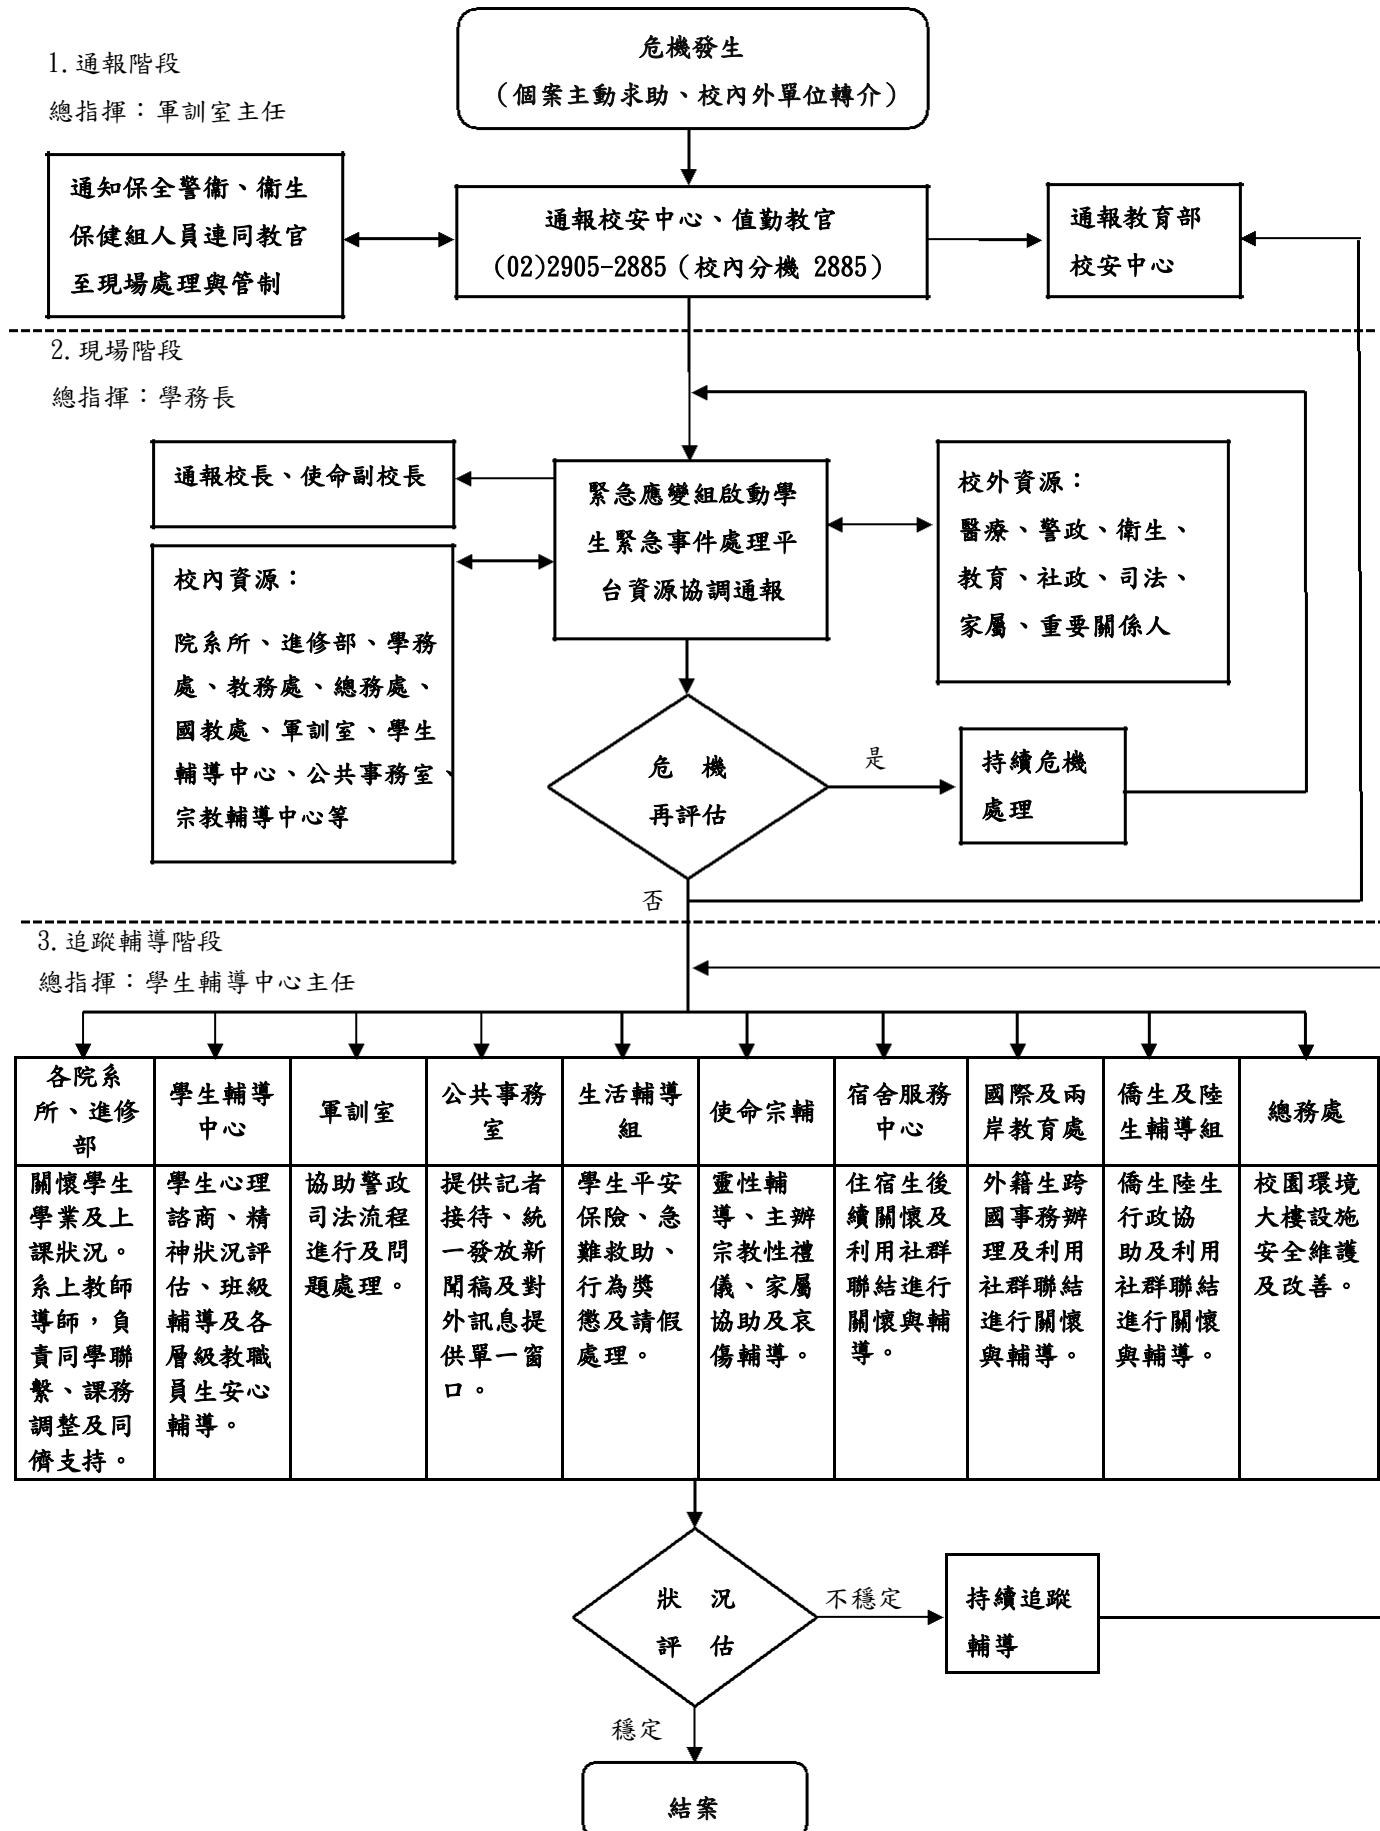 危機發生
(個案主動求助、校內外單位轉介)
1.通報階段
總指揮：軍訓室主任
通知保全警衛、衛生
保健組人員連同教官
至現場處理與管制
通報校安中心、值勤教官
(02)2905-2885(校內分機 2885)
通報教育部
校安中心
2.現場階段
總指揮：學務長
通報校長、使命副校長
緊急應變組啟動學
生緊急事件處理平
台資源協調通報
校外資源：
醫療、警政、衛生、
教育、社政、司法、
家屬、重要關係人
校內資源：
院系所、進修部、學務
處、教務處、總務處、
國教處、軍訓室、學生
輔導中心、公共事務室、
宗教輔導中心等
危 機
再評估
是
持續危機
處理
否
3.追蹤輔導階段
總指揮：學生輔導中心主任
各院系
所、進修
部
學生輔導
中心
軍訓室
公共事務
室
生活輔導
組
使命宗輔
宿舍服務
中心
國際及兩
岸教育處
僑生及陸
生輔導組
總務處
關懷學生
學業及上
課狀況。
系上教師
導師，負
責同學聯
繫、課務
調整及同
儕支持。
學生心理
諮商、精
神狀況評
估、班級
輔導及各
層級教職
員生安心
輔導。
協助警政
司法流程
進行及問
題處理。
提供記者
接待、統
一發放新
聞稿及對
外訊息提
供單一窗
口。
學生平安
保險、急
難救助、
行為獎
懲及請假
處理。
靈性輔
導、主辦
宗教性禮
儀、家屬
協助及哀
傷輔導。
住宿生後
續關懷及
利用社群
聯結進行
關懷與輔
導。
外籍生跨
國事務辦
理及利用
社群聯結
進行關懷
與輔導。
僑生陸生
行政協
助及利用
社群聯結
進行關懷
與輔導。
校園環境
大樓設施
安全維護
及改善。
狀 況
評 估
不穩定
持續追蹤
輔導
穩定
結案